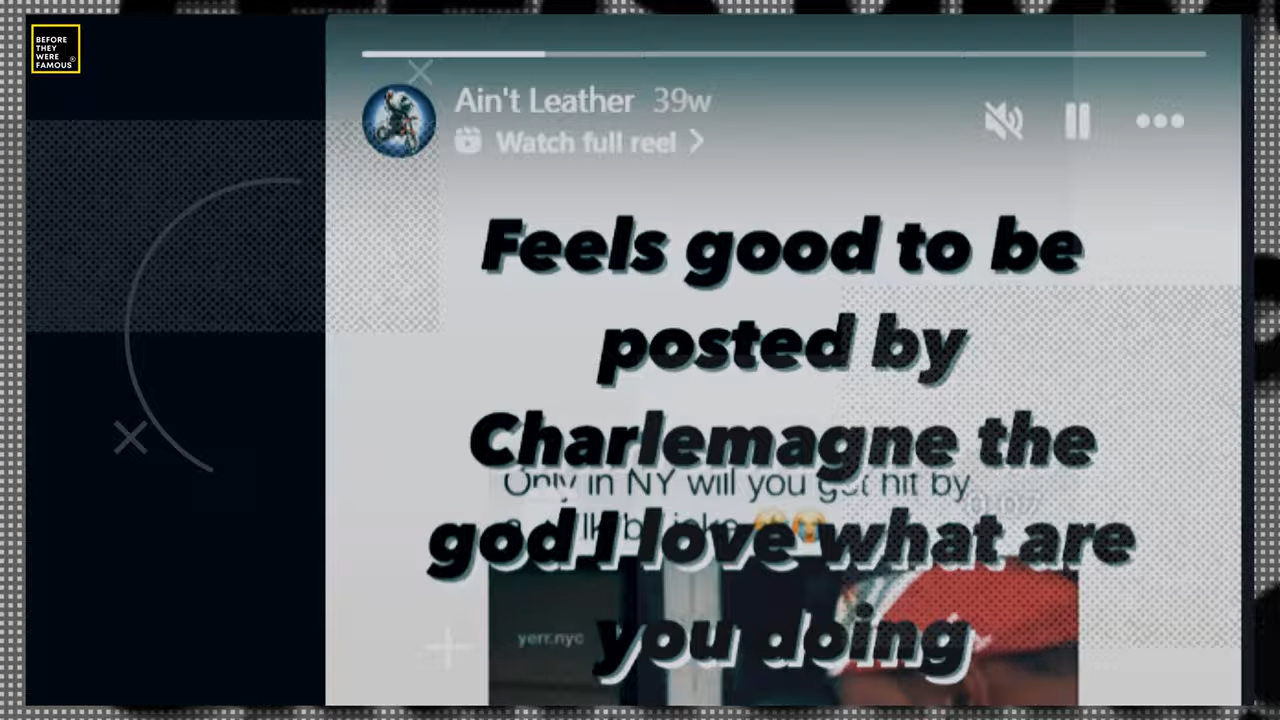 BEFORE
THEY
WERE
FAMOUS®
Ain't Leather 39w
Watch full reel
Feels good to be
posted by
Charlemagne the
Only in NY will you get hit by
god I love what are
yerr.nyc
you doing